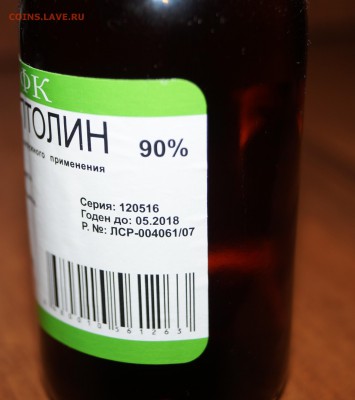 COINS.LAVE.RU
ФК
ТОЛИН
90%
применения
Серия: 120516
Годен до: 05.2018
Р. №: ЛСР-004061/07